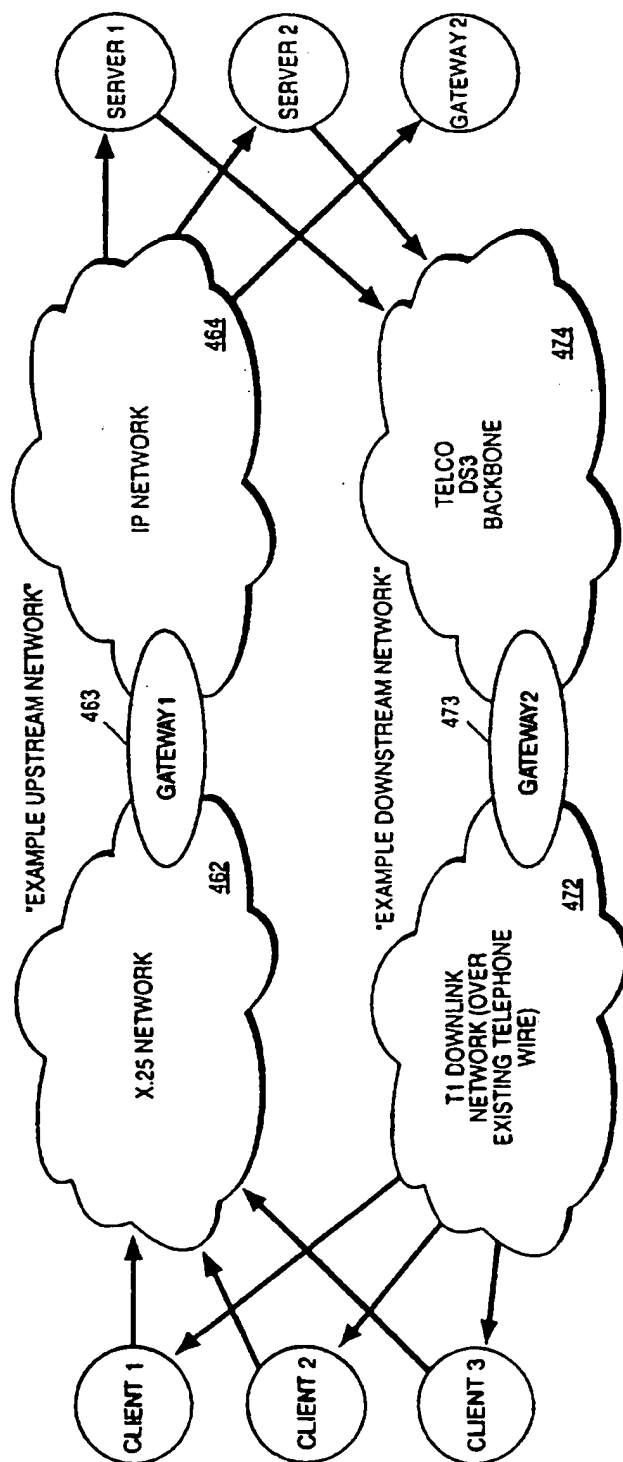 CLIENT 1
CLIENT 2
CLIENT 3
"EXAMPLE UPSTREAM NETWORK"
X.25 NETWORK
462
463
GATEWAY1
IP NETWORK
464
"EXAMPLE DOWNSTREAM NETWORK"
T1 DOWNLINK
NETWORK (OVER
EXISTING TELEPHONE
WIRE)
472
473
GATEWAY2
TELCO
DS3
BACKBONE
474
SERVER 1
SERVER 2
GATEWAY 2